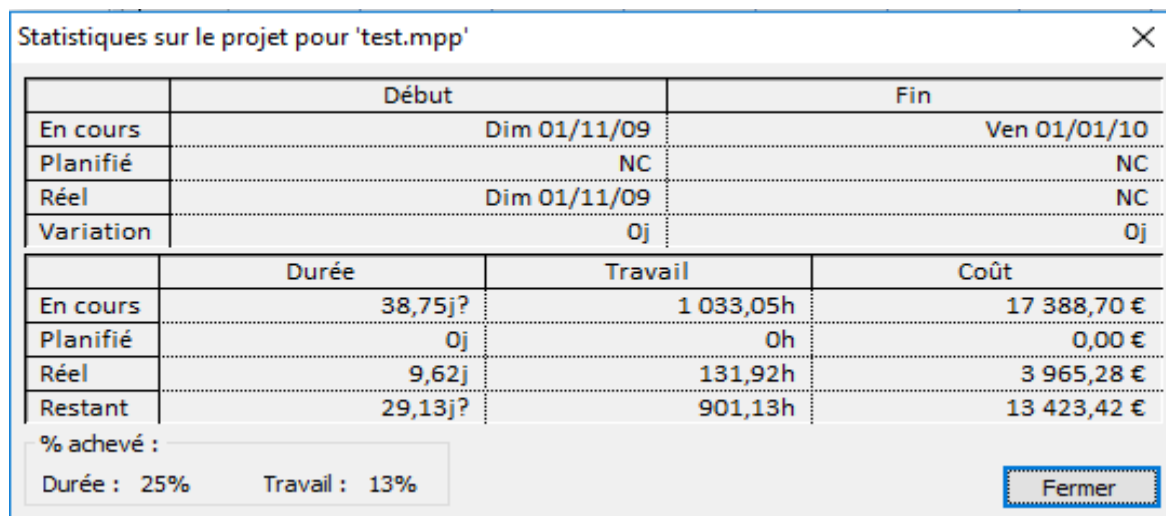 Statistiques sur le projet pour 'test.mpp'
Début Fin
En cours Dim 01/11/09 Ven 01/01/10
Planifié NC NC
Réel Dim 01/11/09 NC
Variation 0j 0j
Durée Travail Coût
En cours 38,75j? 1 033,05h 17 388,70 €
Planifié 0j 0h 0,00 €
Réel 9,62j 131,92h 3 965,28 €
Restant 29,13j? 901,13h 13 423,42 €
% achevé :
Durée : 25% Travail : 13%
Fermer